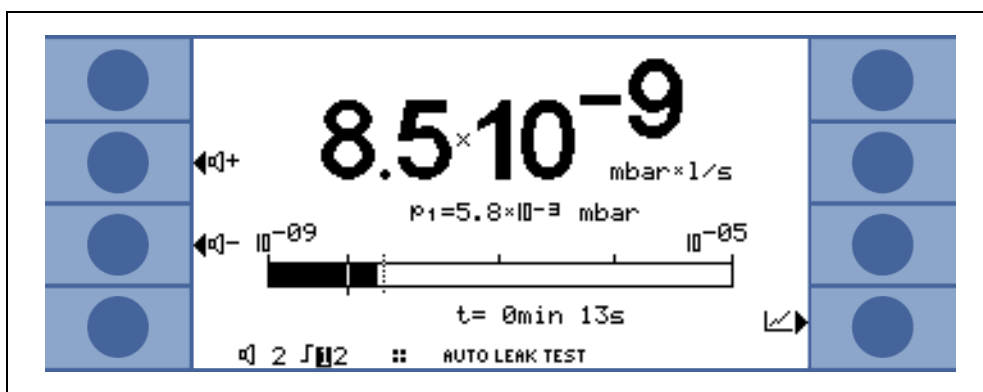 8.5×10⁻⁹
mbar×l/s
+
p₁=5.8×10⁻³ mbar
- 10⁻⁰⁹ 10⁻⁰⁵
t= 0min 13s
2 1 2 AUTO LEAK TEST